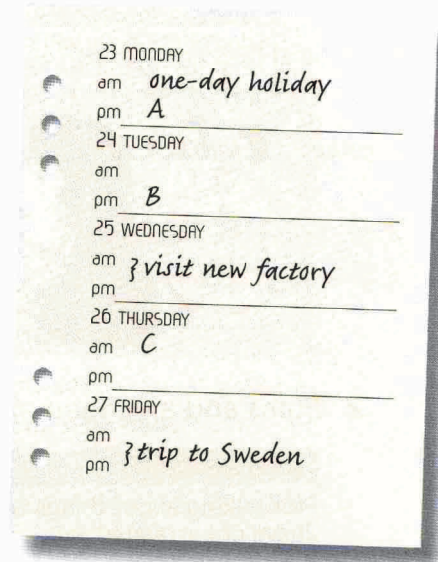 23 MONDAY
am one-day holiday
pm A
24 TUESDAY
am
pm B
25 WEDNESDAY
am } visit new factory
pm
26 THURSDAY
am C
pm
27 FRIDAY
am
pm } trip to Sweden